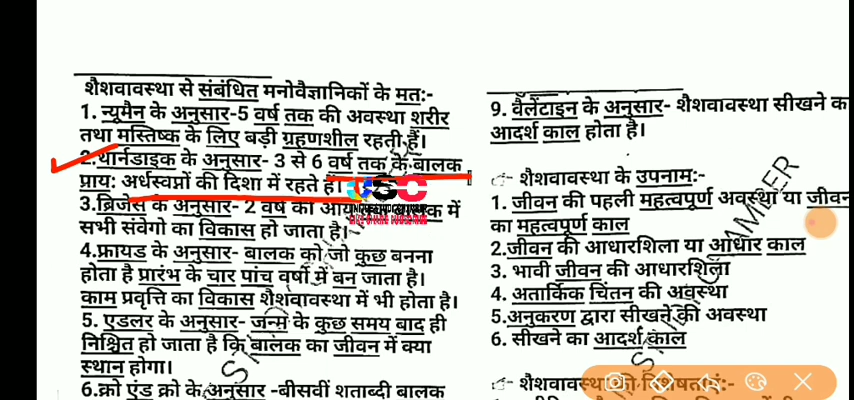 शैशवावस्था से संबंधित मनोवैज्ञानिकों के मत:-
1. न्यूमैन के अनुसार-5 वर्ष तक की अवस्था शरीर
तथा मस्तिष्क के लिए बड़ी ग्रहणशील रहती हैं।
2.थार्नडाइक के अनुसार- 3 से 6 वर्ष तक के बालक
प्राय: अर्धस्वप्नों की दिशा में रहते हैं।
3.ब्रिजेस के अनुसार- 2 वर्ष की आयु तक बालक में
सभी संवेगो का विकास हो जाता है।
4.फ्रायड के अनुसार- बालक को जो कुछ बनना
होता है प्रारंभ के चार पांच वर्षो में बन जाता है।
काम प्रवृत्ति का विकास शैशवावस्था में भी होता है।
5. एडलर के अनुसार- जन्म के कुछ समय बाद ही
निश्चित हो जाता है कि बालक का जीवन में क्या
स्थान होगा।
6.क्रो एंड क्रो के अनुसार -बीसवीं शताब्दी बालक
9. वैलेंटाइन के अनुसार- शैशवावस्था सीखने का
आदर्श काल होता है।
शैशवावस्था के उपनाम:-
1. जीवन की पहली महत्वपूर्ण अवस्था या जीवन
का महत्वपूर्ण काल
2.जीवन की आधारशिला या आधार काल
3. भावी जीवन की आधारशिला
4. अतार्किक चिंतन की अवस्था
5.अनुकरण द्वारा सीखने की अवस्था
6. सीखने का आदर्श काल
शैशवावस्था की विशेषताएं:-